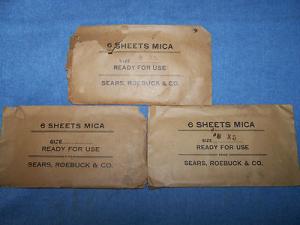 6 SHEETS MICA
SIZE
READY FOR USE
SEARS, ROEBUCK & CO.
6 SHEETS MICA
SIZE
READY FOR USE
SEARS, ROEBUCK & CO.
6 SHEETS MICA
SIZE
READY FOR USE
SEARS, ROEBUCK & CO.